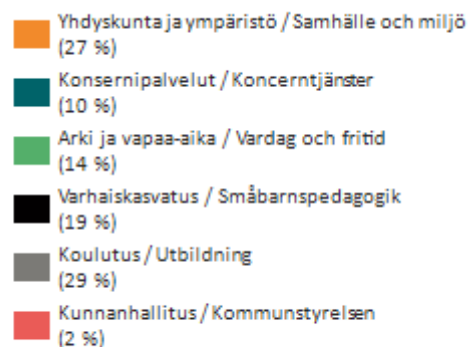 Yhdyskunta ja ympäristö / Samhälle och miljö
(27 %)
Konsernipalvelut / Koncerntjänster
(10 %)
Arki ja vapaa-aika / Vardag och fritid
(14 %)
Varhaiskasvatus / Småbarnspedagogik
(19 %)
Koulutus / Utbildning
(29 %)
Kunnanhallitus / Kommunstyrelsen
(2 %)